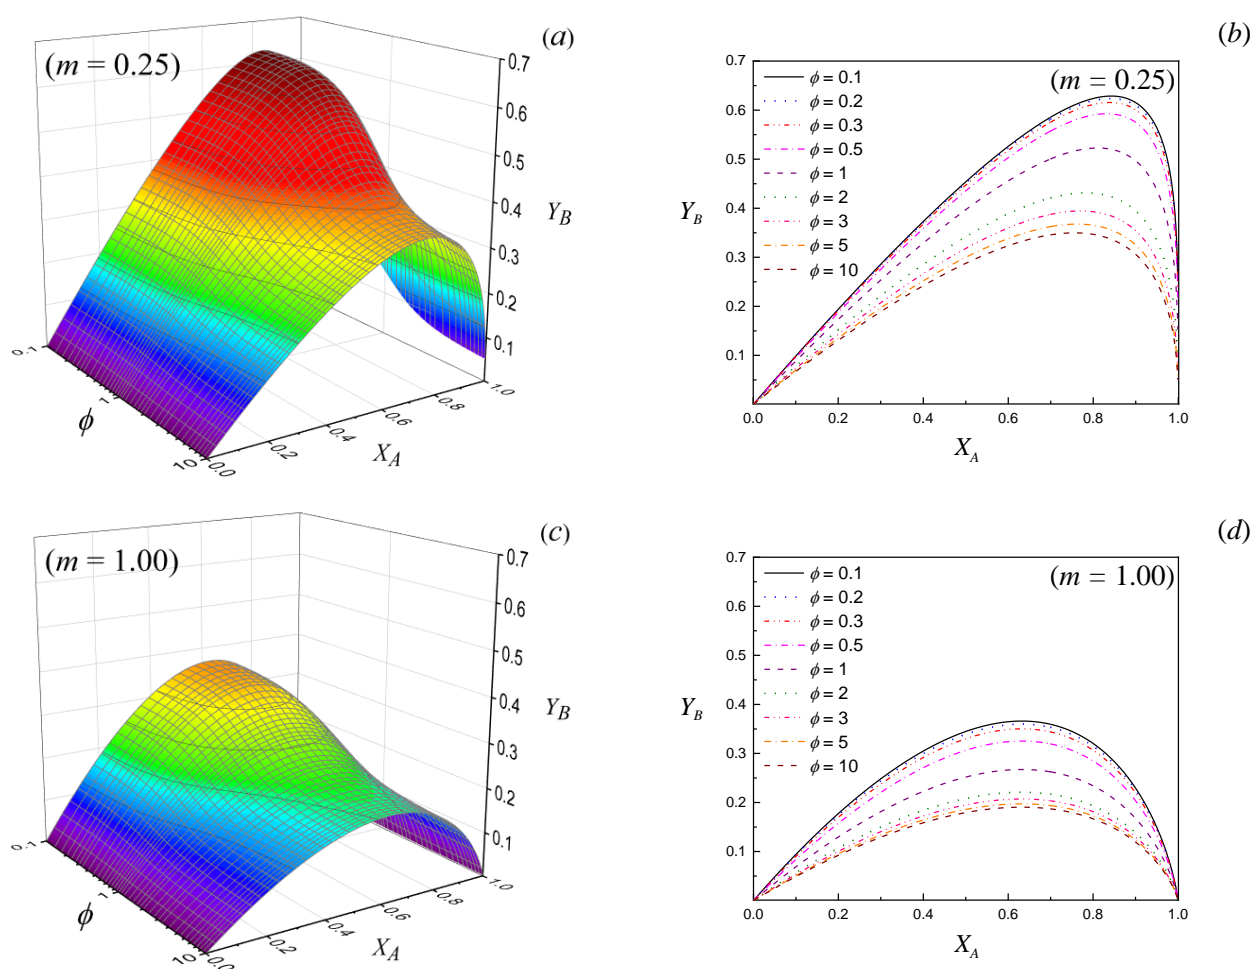 (a)
(m = 0.25)
0.7
0.6
0.5
0.4
0.3
0.2
0.1
Y_B
0.1
1
10
ϕ
0.0
0.2
0.4
0.6
0.8
1.0
X_A
(b)
(m = 0.25)
0.7
0.6
0.5
0.4
0.3
0.2
0.1
Y_B
ϕ = 0.1
ϕ = 0.2
ϕ = 0.3
ϕ = 0.5
ϕ = 1
ϕ = 2
ϕ = 3
ϕ = 5
ϕ = 10
0.0 0.2 0.4 0.6 0.8 1.0
X_A
(c)
(m = 1.00)
0.7
0.6
0.5
0.4
0.3
0.2
0.1
Y_B
0.1
1
10
ϕ
0.0
0.2
0.4
0.6
0.8
1.0
X_A
(d)
(m = 1.00)
0.7
0.6
0.5
0.4
0.3
0.2
0.1
Y_B
ϕ = 0.1
ϕ = 0.2
ϕ = 0.3
ϕ = 0.5
ϕ = 1
ϕ = 2
ϕ = 3
ϕ = 5
ϕ = 10
0.0 0.2 0.4 0.6 0.8 1.0
X_A